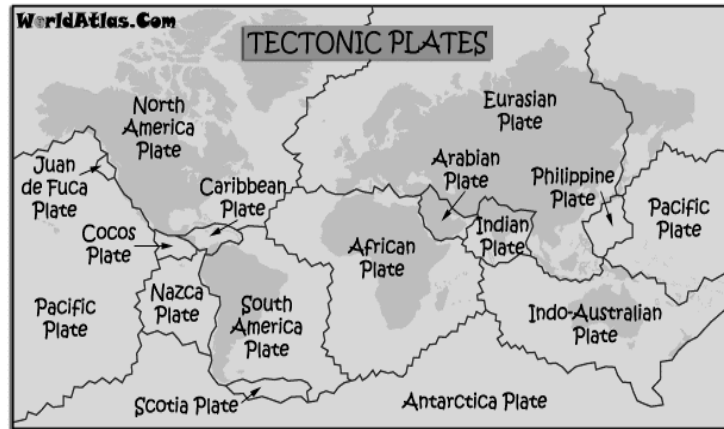 WorldAtlas.Com
TECTONIC PLATES
North
America
Plate
Eurasian
Plate
Juan
de Fuca
Plate
Caribbean
Plate
Arabian
Plate
Philippine
Plate
Pacific
Plate
Cocos
Plate
Indian
Plate
African
Plate
Pacific
Plate
Nazca
Plate
South
America
Plate
Indo-Australian
Plate
Scotia Plate
Antarctica Plate